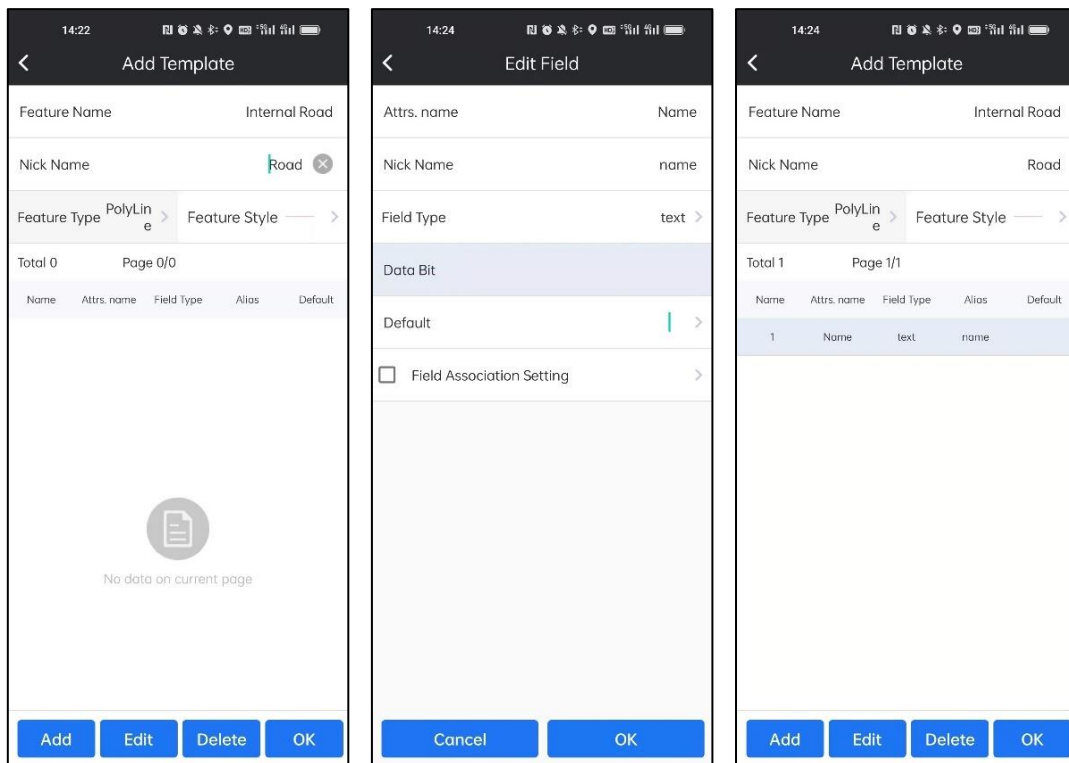 14:22
Add Template
Feature Name Internal Road
Nick Name Road
Feature Type PolyLin
e Feature Style
Total 0 Page 0/0
Name Attrs. name Field Type Alias Default
No data on current page
Add Edit Delete OK
14:24
Edit Field
Attrs. name Name
Nick Name name
Field Type text
Data Bit
Default
Field Association Setting
Cancel OK
14:24
Add Template
Feature Name Internal Road
Nick Name Road
Feature Type PolyLin
e Feature Style
Total 1 Page 1/1
Name Attrs. name Field Type Alias Default
1 Name text name
Add Edit Delete OK